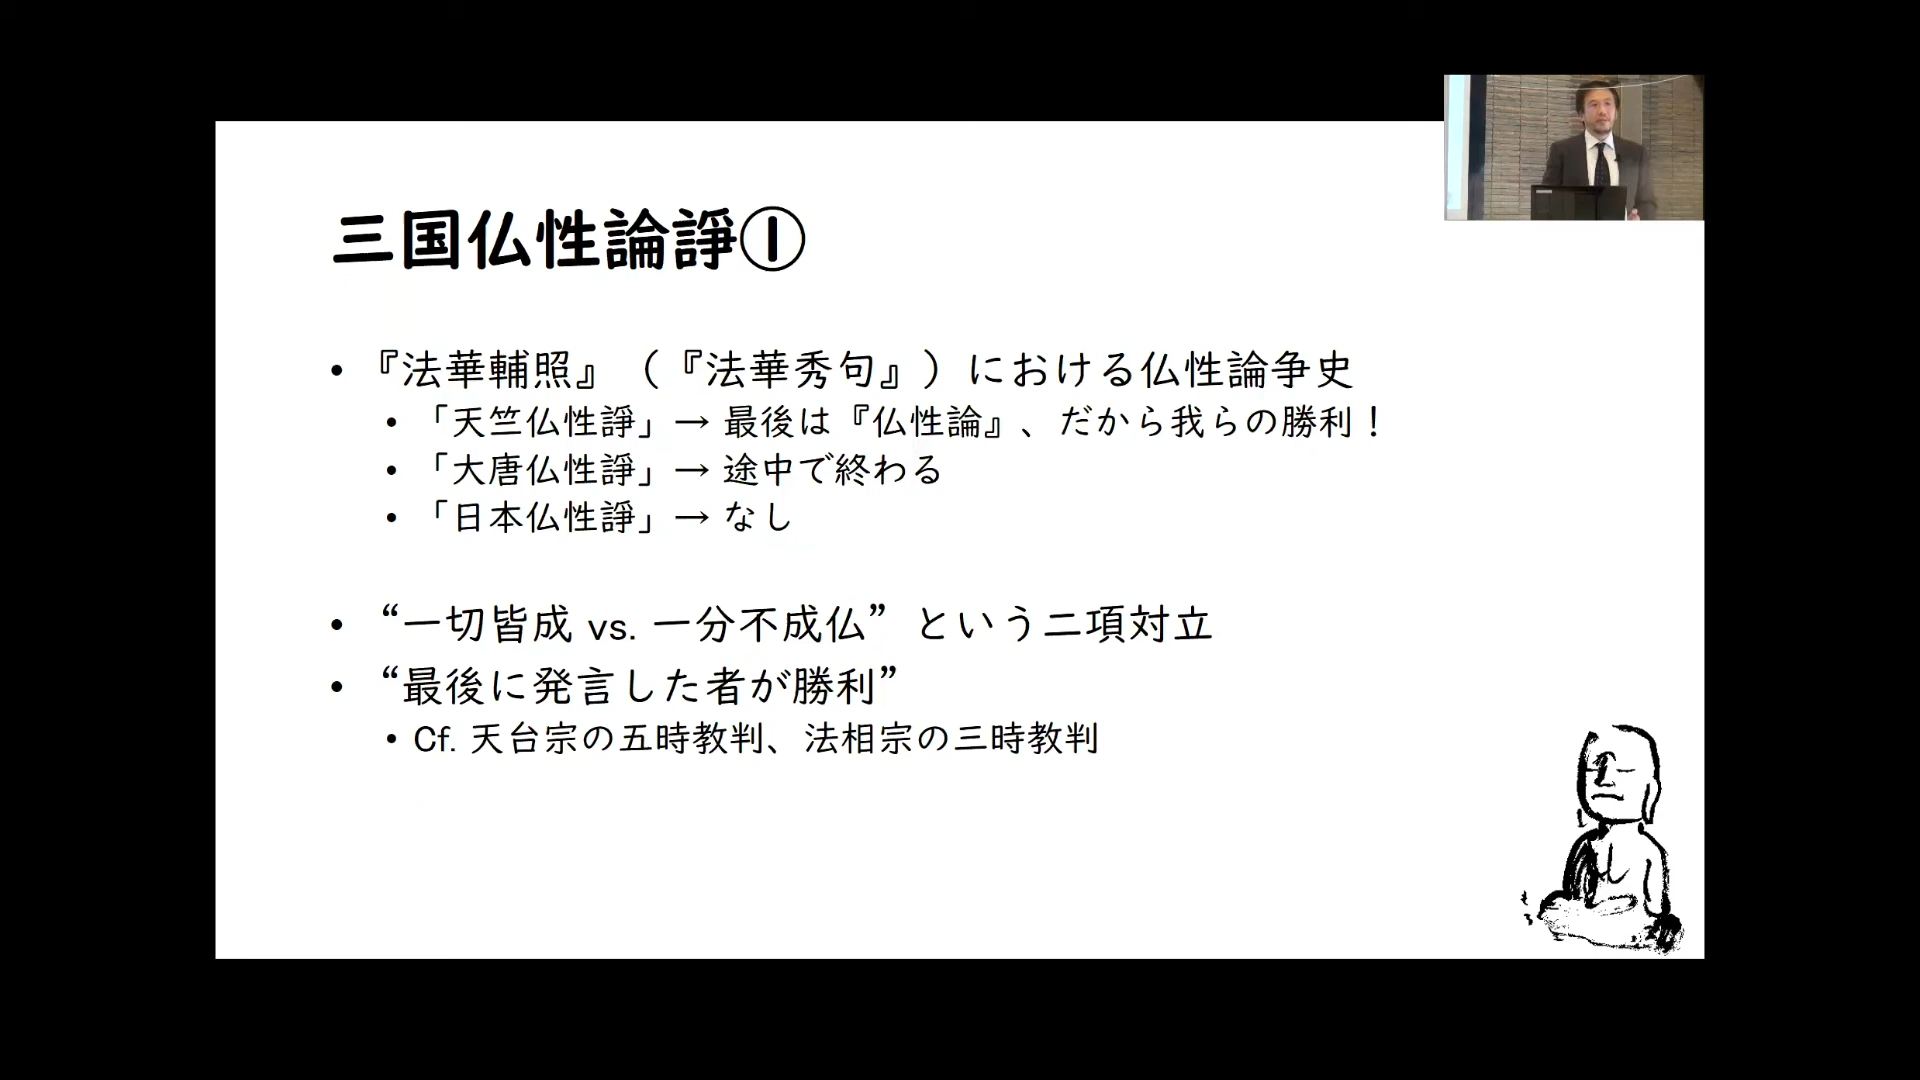 三国仏性論諍①
• 『法華輔照』（『法華秀句』）における仏性論争史
• 「天竺仏性諍」→ 最後は『仏性論』、だから我らの勝利！
• 「大唐仏性諍」→ 途中で終わる
• 「日本仏性諍」→ なし
• “一切皆成 vs. 一分不成仏” という二項対立
• “最後に発言した者が勝利”
• Cf. 天台宗の五時教判、法相宗の三時教判